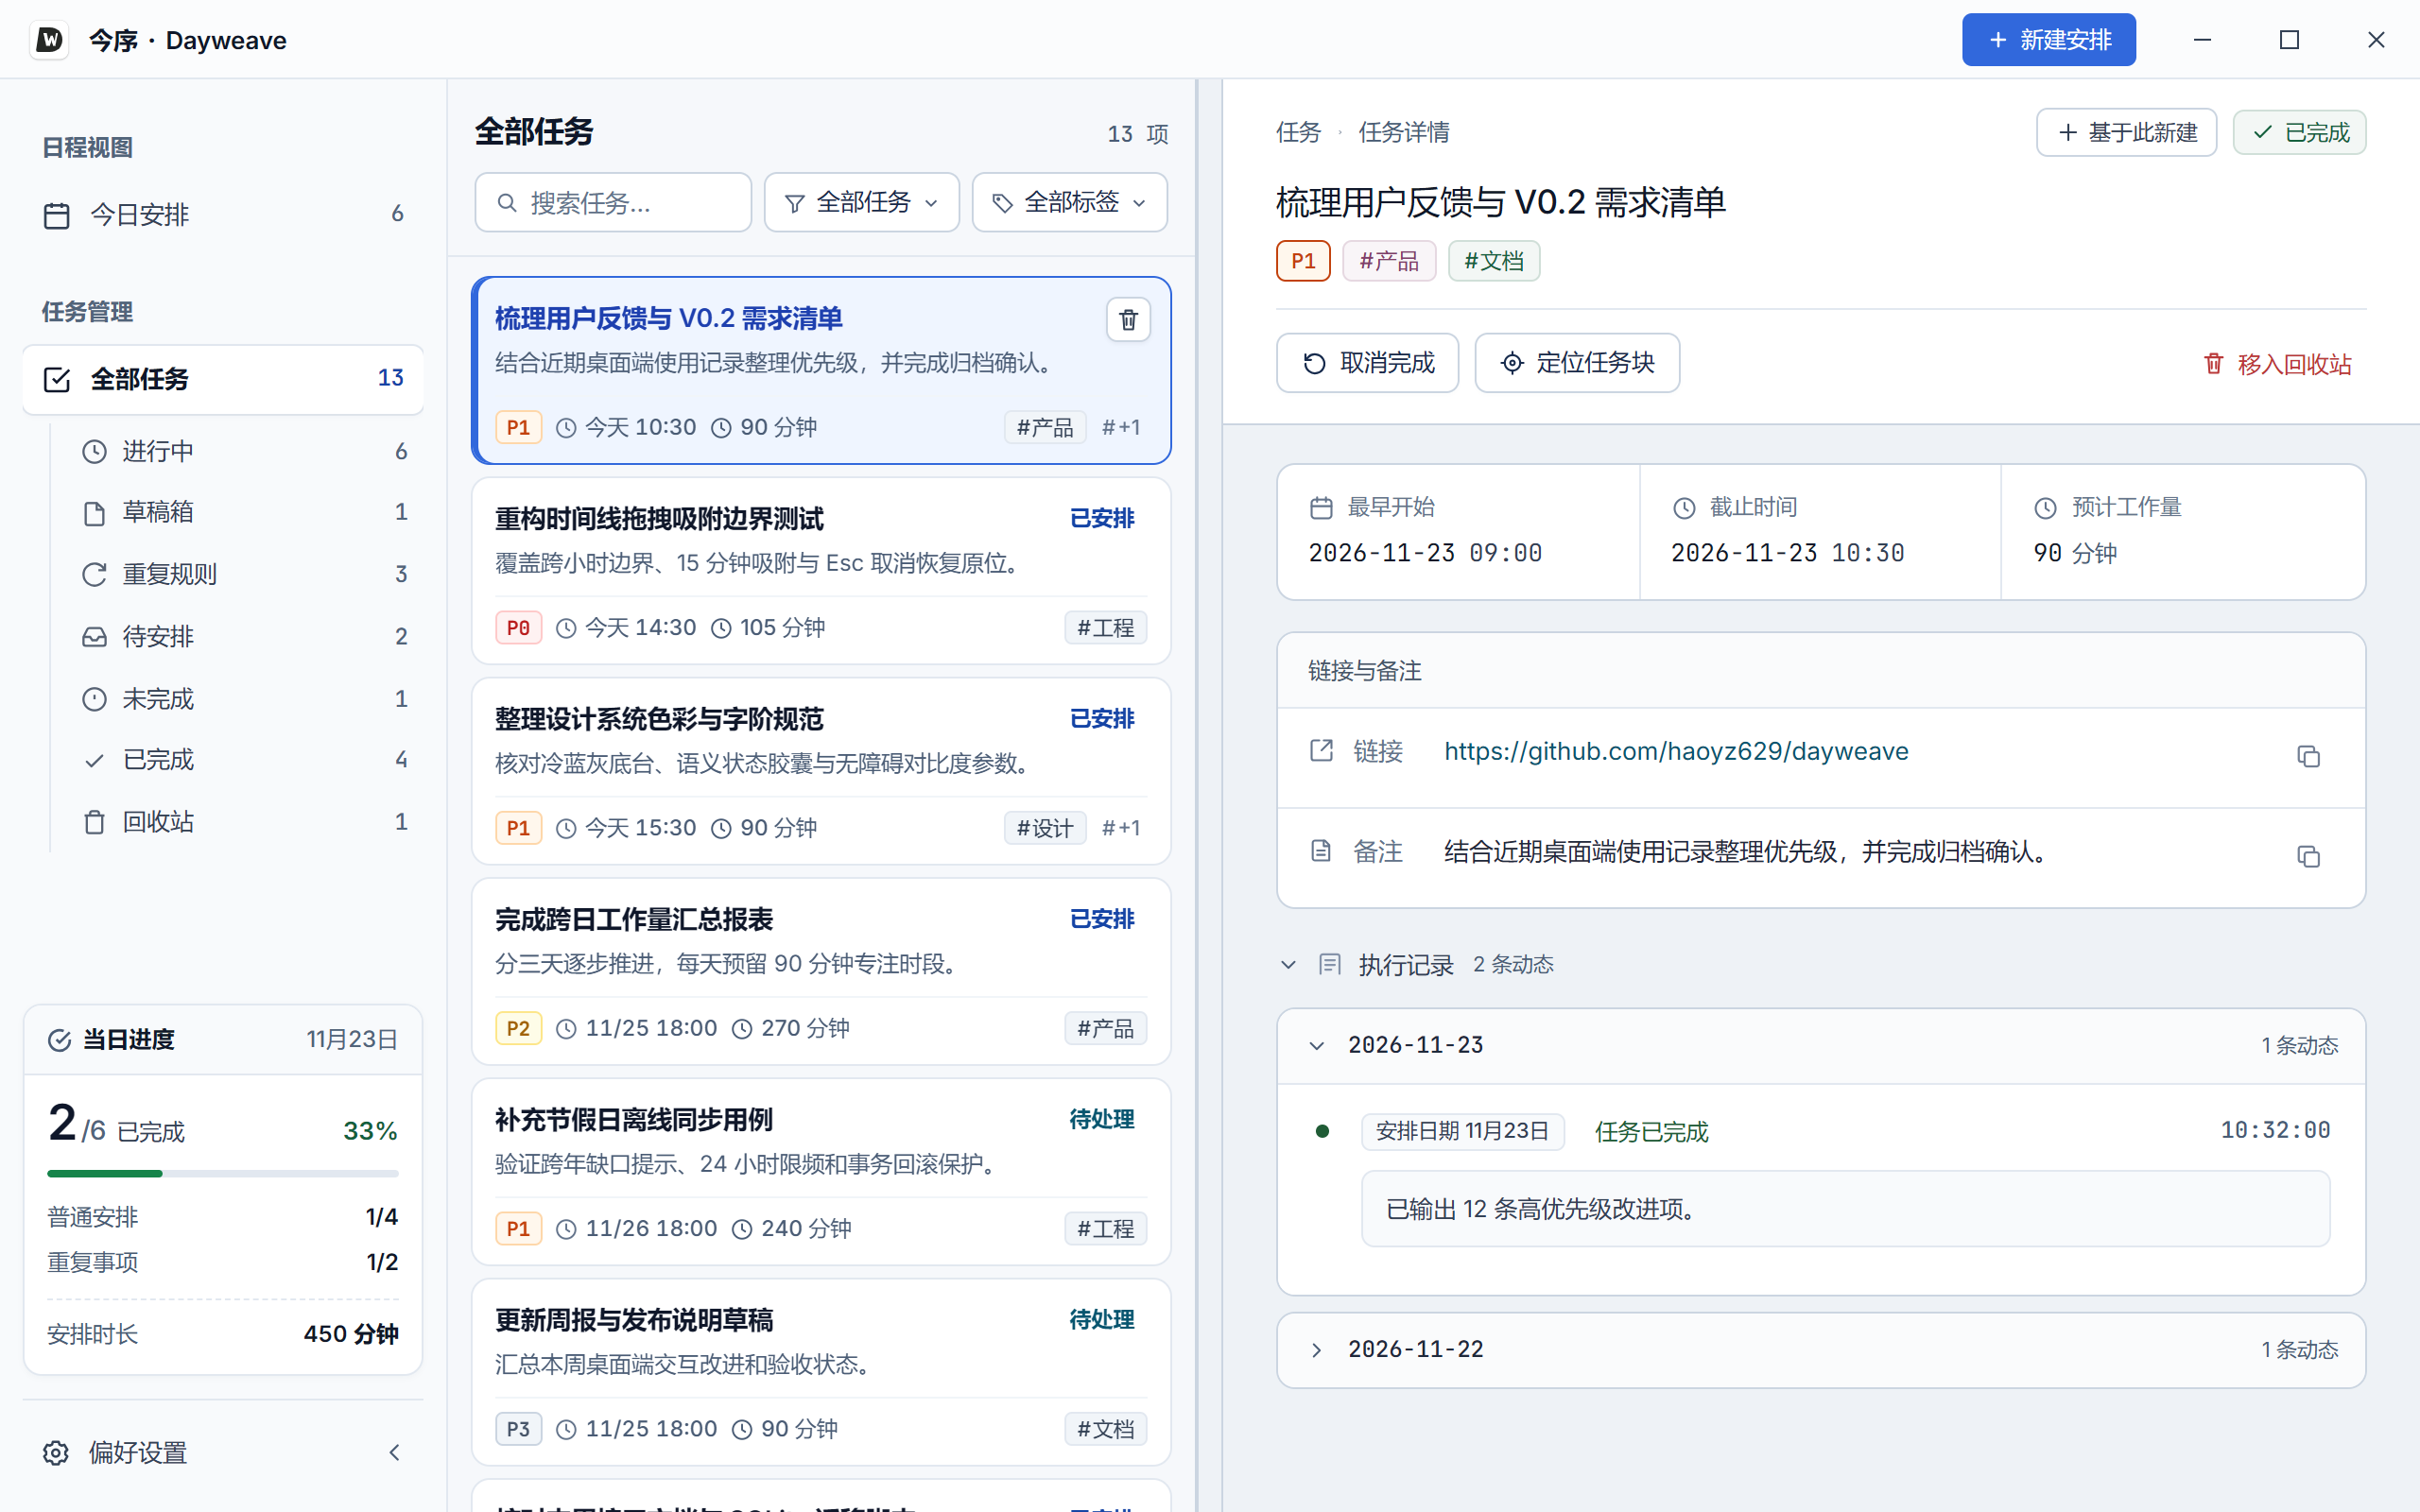 今序 · Dayweave
新建安排
日程视图
今日安排 6
任务管理
全部任务 13
进行中 6
草稿箱 1
重复规则 3
待安排 2
未完成 1
已完成 4
回收站 1
当日进度 11月23日
2/6 已完成 33%
普通安排 1/4
重复事项 1/2
安排时长 450 分钟
偏好设置
全部任务 13 项
搜索任务... 全部任务 全部标签
梳理用户反馈与 V0.2 需求清单
结合近期桌面端使用记录整理优先级，并完成归档确认。
P1 今天 10:30 90 分钟 #产品 #+1
重构时间线拖拽吸附边界测试 已安排
覆盖跨小时边界、15 分钟吸附与 Esc 取消恢复原位。
P0 今天 14:30 105 分钟 #工程
整理设计系统色彩与字阶规范 已安排
核对冷蓝灰底台、语义状态胶囊与无障碍对比度参数。
P1 今天 15:30 90 分钟 #设计 #+1
完成跨日工作量汇总报表 已安排
分三天逐步推进，每天预留 90 分钟专注时段。
P2 11/25 18:00 270 分钟 #产品
补充节假日离线同步用例 待处理
验证跨年缺口提示、24 小时限频和事务回滚保护。
P1 11/26 18:00 240 分钟 #工程
更新周报与发布说明草稿 待处理
汇总本周桌面端交互改进和验收状态。
P3 11/25 18:00 90 分钟 #文档
任务 任务详情
基于此新建 已完成
梳理用户反馈与 V0.2 需求清单
P1 #产品 #文档
取消完成 定位任务块 移入回收站
最早开始 截止时间 预计工作量
2026-11-23 09:00 2026-11-23 10:30 90 分钟
链接与备注
链接 https://github.com/haoyz629/dayweave
备注 结合近期桌面端使用记录整理优先级，并完成归档确认。
执行记录 2 条动态
2026-11-23 1 条动态
安排日期 11月23日 任务已完成 10:32:00
已输出 12 条高优先级改进项。
2026-11-22 1 条动态